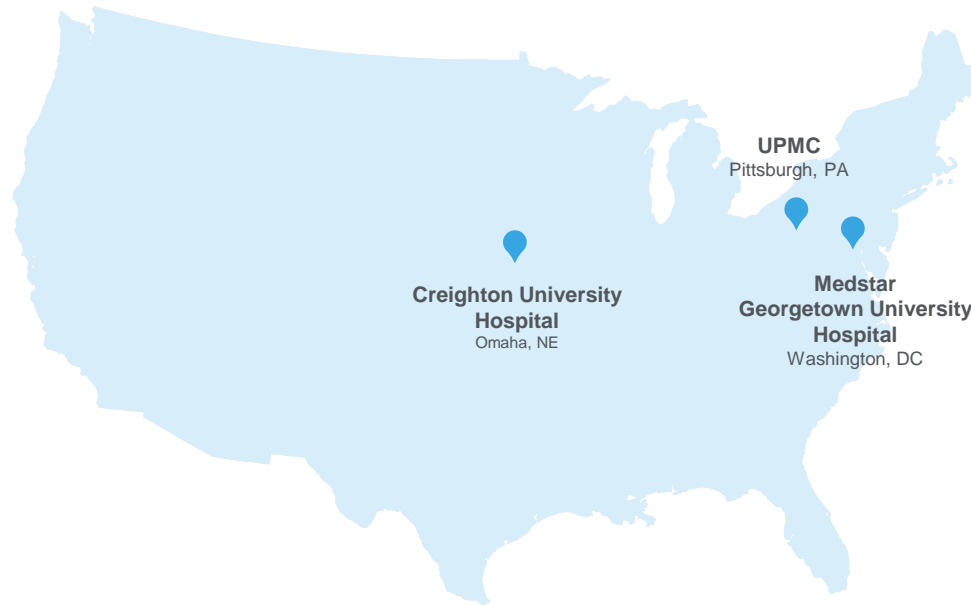 UPMC
Pittsburgh, PA
Creighton University
Hospital
Omaha, NE
Medstar
Georgetown University
Hospital
Washington, DC